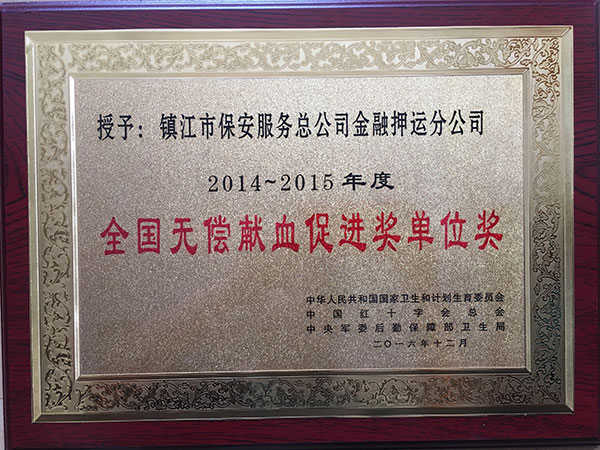 授予：镇江市保安服务总公司金融押运分公司
2014~2015年度
全国无偿献血促进奖单位奖
中华人民共和国国家卫生和计划生育委员会
中国红十字会总会
中央军委后勤保障部卫生局
二〇一六年十二月